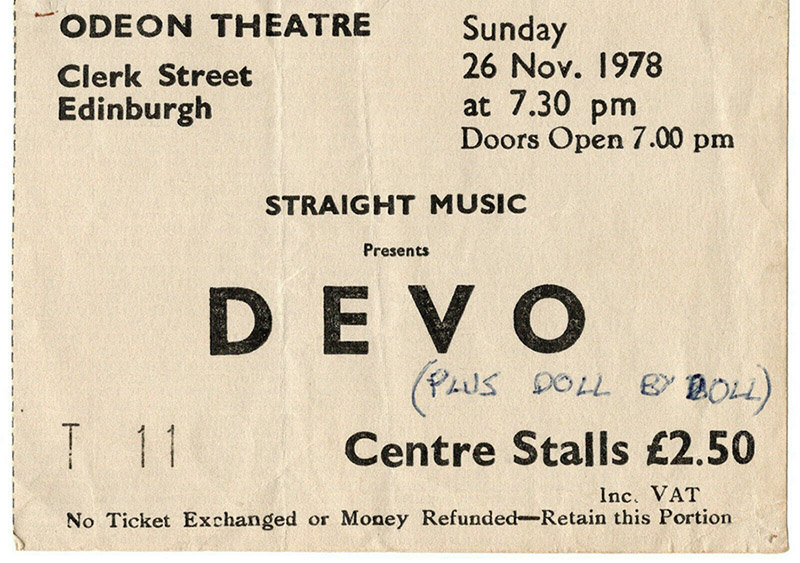 ODEON THEATRE
Clerk Street
Edinburgh
Sunday
26 Nov. 1978
at 7.30 pm
Doors Open 7.00 pm
STRAIGHT MUSIC
Presents
DEVO
(PLUS DOLL BY DOLL)
T 11
Centre Stalls £2.50
Inc. VAT
No Ticket Exchanged or Money Refunded—Retain this Portion